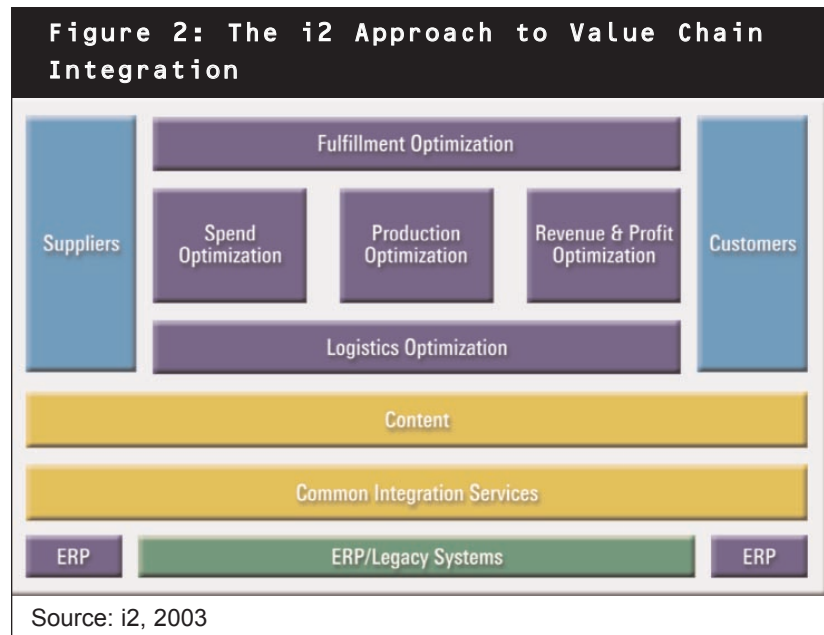 Figure 2: The i2 Approach to Value Chain
Integration
Fulfillment Optimization
Suppliers
Spend
Optimization
Production
Optimization
Revenue & Profit
Optimization
Customers
Logistics Optimization
Content
Common Integration Services
ERP
ERP/Legacy Systems
ERP
Source: i2, 2003